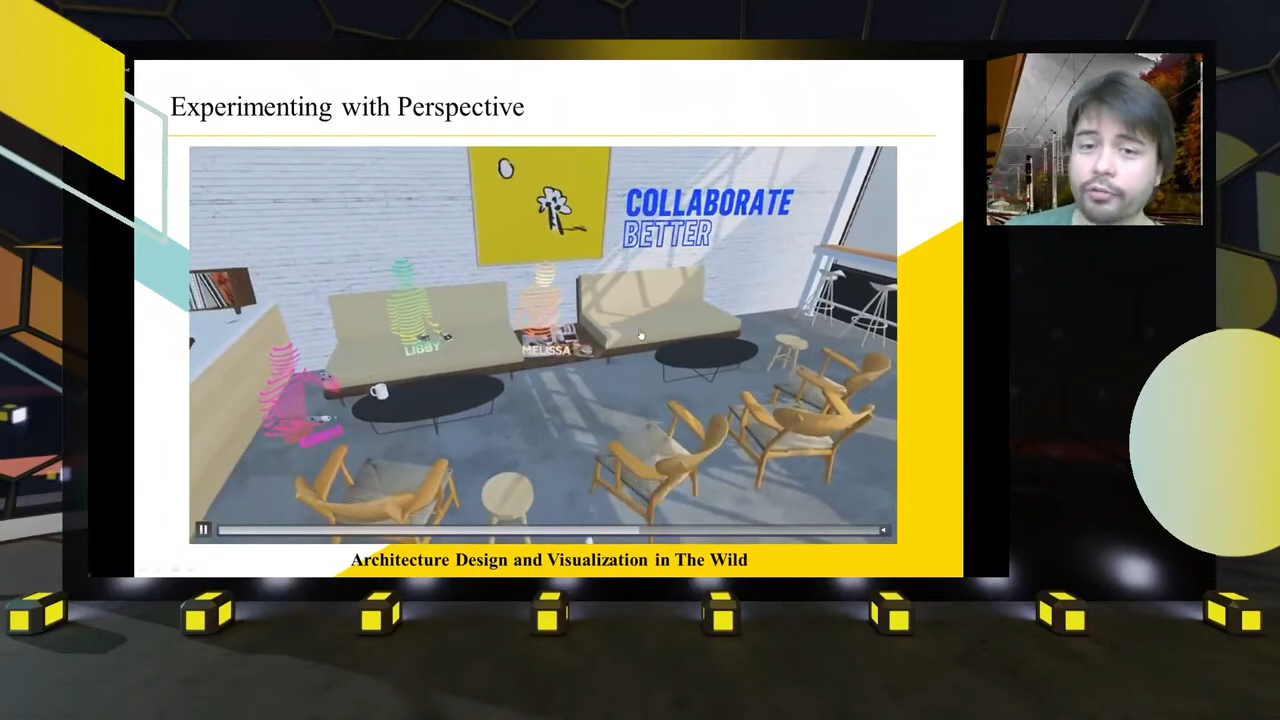 Experimenting with Perspective
COLLABORATE
BETTER
LIBBY
MELISSA
Architecture Design and Visualization in The Wild